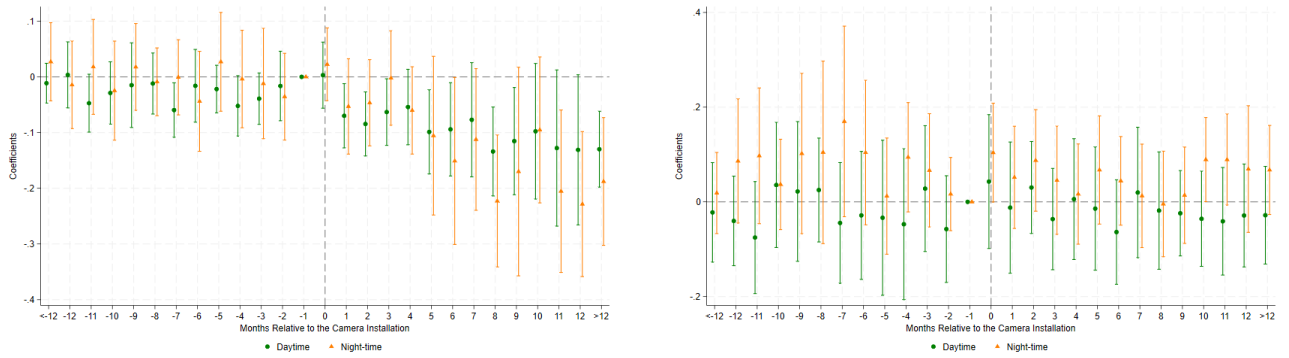 .1
0
-.1
-.2
-.3
-.4
Coefficients
<-12 -12 -11 -10 -9 -8 -7 -6 -5 -4 -3 -2 -1 0 1 2 3 4 5 6 7 8 9 10 11 12 >12
Months Relative to the Camera Installation
Daytime Night-time
.4
.2
0
-.2
Coefficients
<-12 -12 -11 -10 -9 -8 -7 -6 -5 -4 -3 -2 -1 0 1 2 3 4 5 6 7 8 9 10 11 12 >12
Months Relative to the Camera Installation
Daytime Night-time